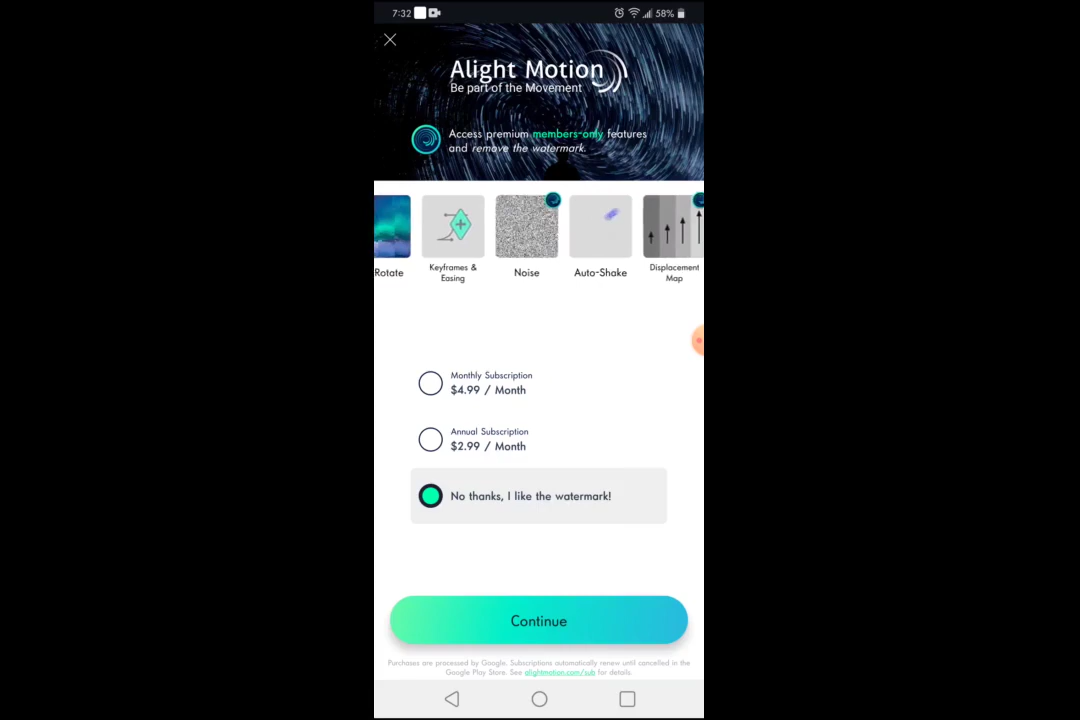 7:32
58%
Alight Motion
Be part of the Movement
Access premium members-only features
and remove the watermark.
Rotate
Keyframes &
Easing
Noise
Auto-Shake
Displacement
Map
Monthly Subscription
$4.99 / Month
Annual Subscription
$2.99 / Month
No thanks, I like the watermark!
Continue
Purchases are processed by Google. Subscriptions automatically renew until cancelled in the
Google Play Store. See alightmotion.com/sub for details.